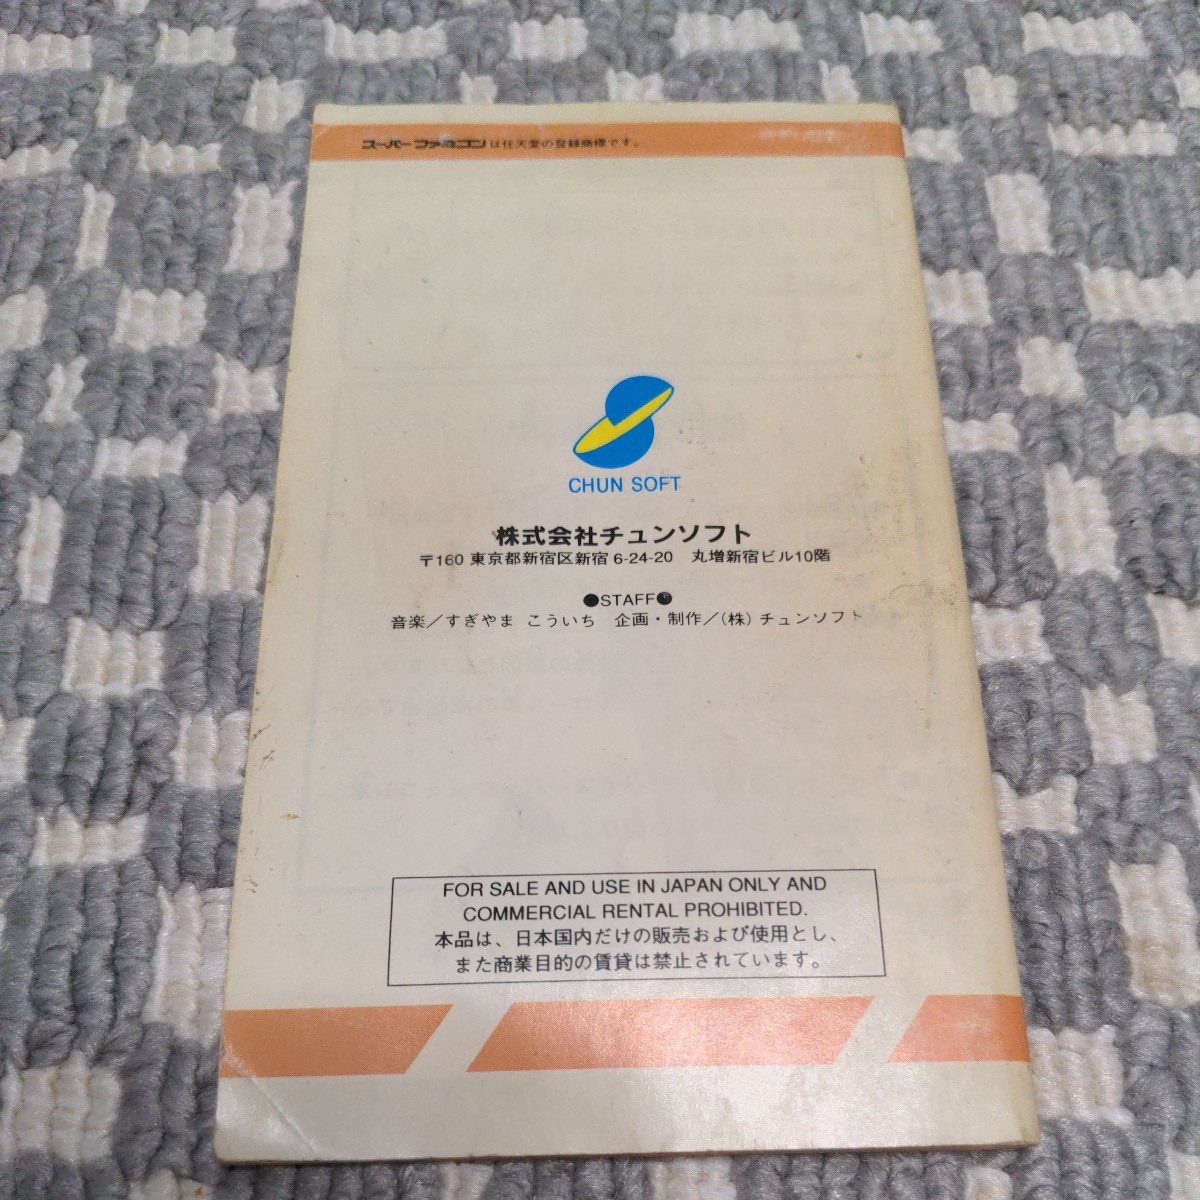 スーパーファミコンは任天堂の登録商標です。
CHUN SOFT
株式会社チュンソフト
〒160 東京都新宿区新宿 6-24-20 丸増新宿ビル10階
●STAFF●
音楽／すぎやま こういち 企画・制作／(株)チュンソフト
FOR SALE AND USE IN JAPAN ONLY AND
COMMERCIAL RENTAL PROHIBITED.
本品は、日本国内だけの販売および使用とし、
また商業目的の賃貸は禁止されています。